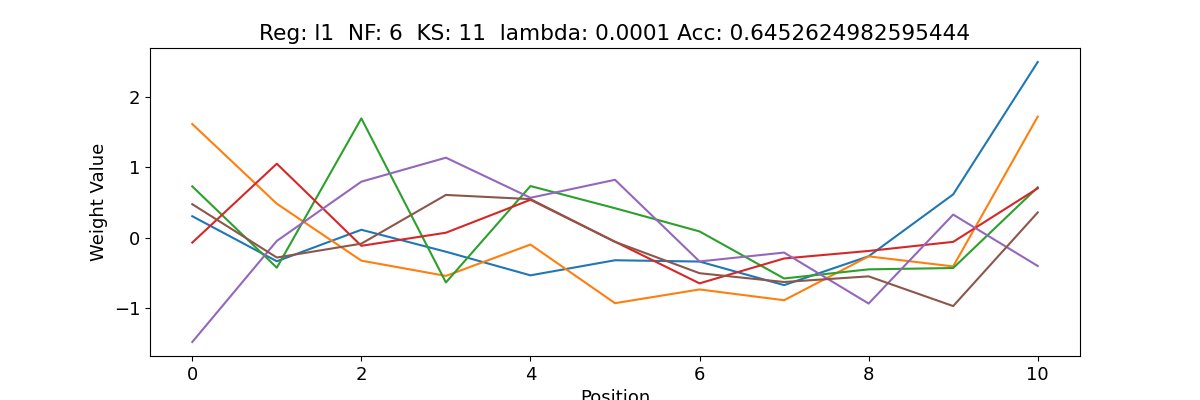 Reg: l1  NF: 6  KS: 11  lambda: 0.0001 Acc: 0.6452624982595444
Weight Value
2
1
0
−1
0 2 4 6 8 10
Position